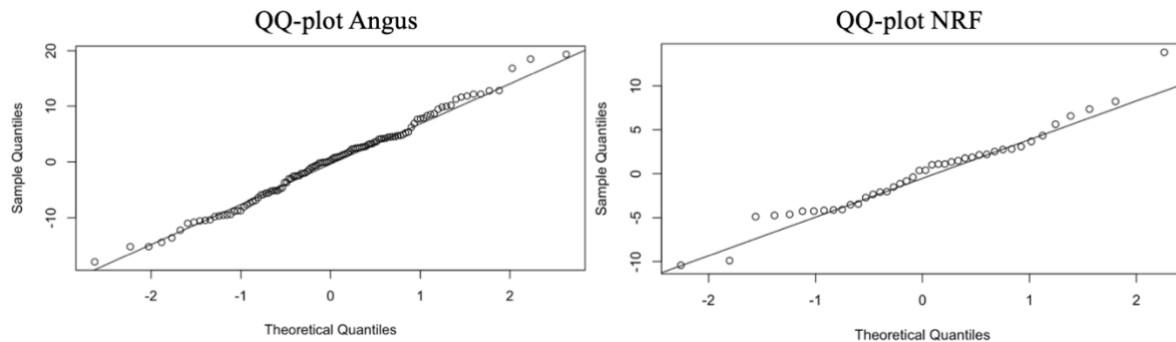 QQ-plot Angus
20
10
0
-10
Sample Quantiles
-2 -1 0 1 2
Theoretical Quantiles
QQ-plot NRF
10
5
0
-5
-10
Sample Quantiles
-2 -1 0 1 2
Theoretical Quantiles